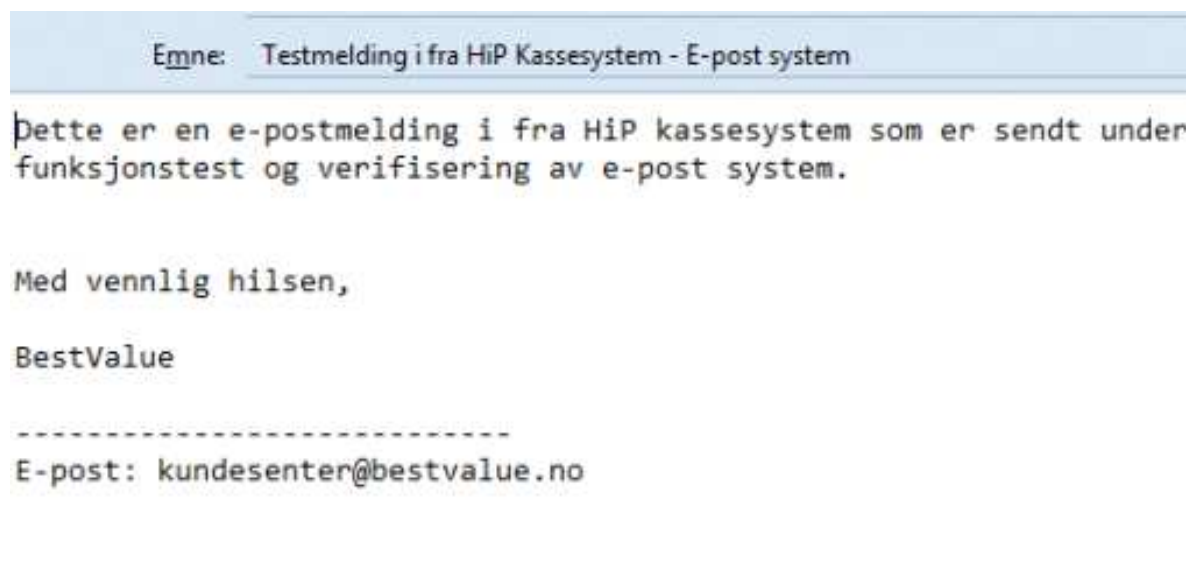 Emne: Testmelding i fra HiP Kassesystem - E-post system
Dette er en e-postmelding i fra HiP kassesystem som er sendt under
funksjonstest og verifisering av e-post system.
Med vennlig hilsen,
BestValue
----------------------------
E-post: kundesenter@bestvalue.no